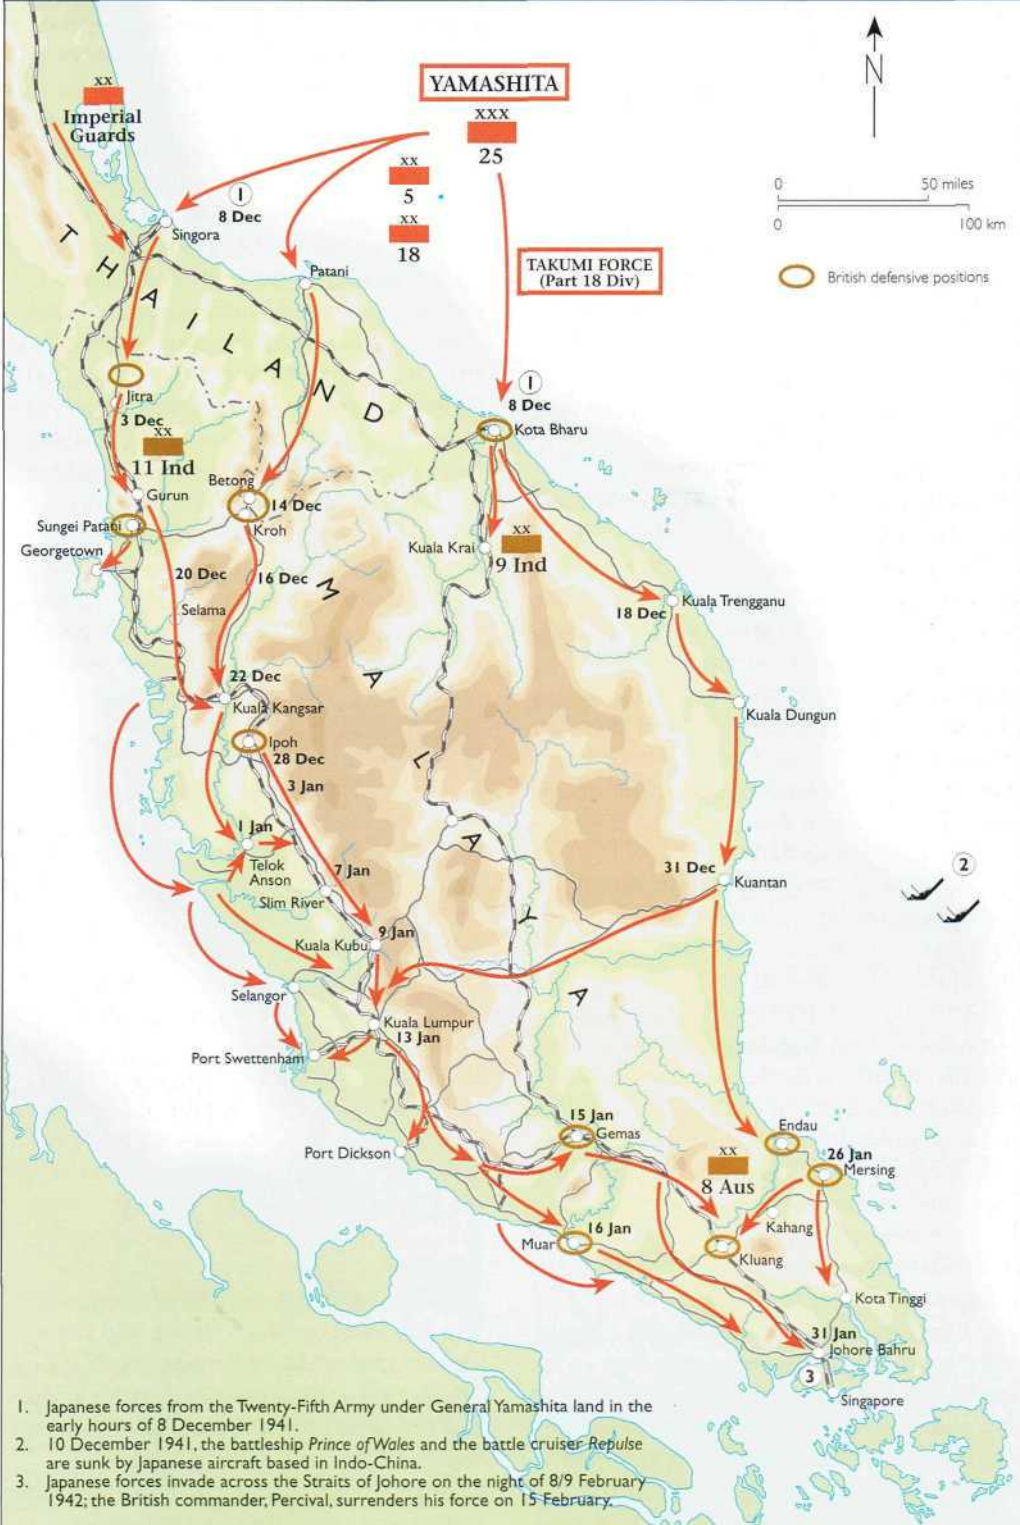 xx
Imperial
Guards
YAMASHITA
xxx
25
xx
5
xx
18
N
0 50 miles
0 100 km
British defensive positions
1
8 Dec
Singora
Patani
TAKUMI FORCE
(Part 18 Div)
THAILAND
1
8 Dec
Kota Bharu
Jitra
3 Dec
xx
11 Ind
Gurun
Betong
14 Dec
Kroh
Sungei Patani
Georgetown
xx
9 Ind
Kuala Krai
20 Dec
16 Dec
Selama
MALAYA
18 Dec
Kuala Trengganu
22 Dec
Kuala Kangsar
Kuala Dungun
Ipoh
28 Dec
3 Jan
1 Jan
Telok
Anson
7 Jan
Slim River
31 Dec
Kuantan
2
Kuala Kubu
9 Jan
Selangor
Kuala Lumpur
13 Jan
Port Swettenham
Port Dickson
15 Jan
Gemas
Endau
26 Jan
Mersing
xx
8 Aus
16 Jan
Muar
Kahang
Kluang
Kota Tinggi
31 Jan
Johore Bahru
3
Singapore
1. Japanese forces from the Twenty-Fifth Army under General Yamashita land in the
early hours of 8 December 1941.
2. 10 December 1941, the battleship Prince of Wales and the battle cruiser Repulse
are sunk by Japanese aircraft based in Indo-China.
3. Japanese forces invade across the Straits of Johore on the night of 8/9 February
1942; the British commander, Percival, surrenders his force on 15 February.